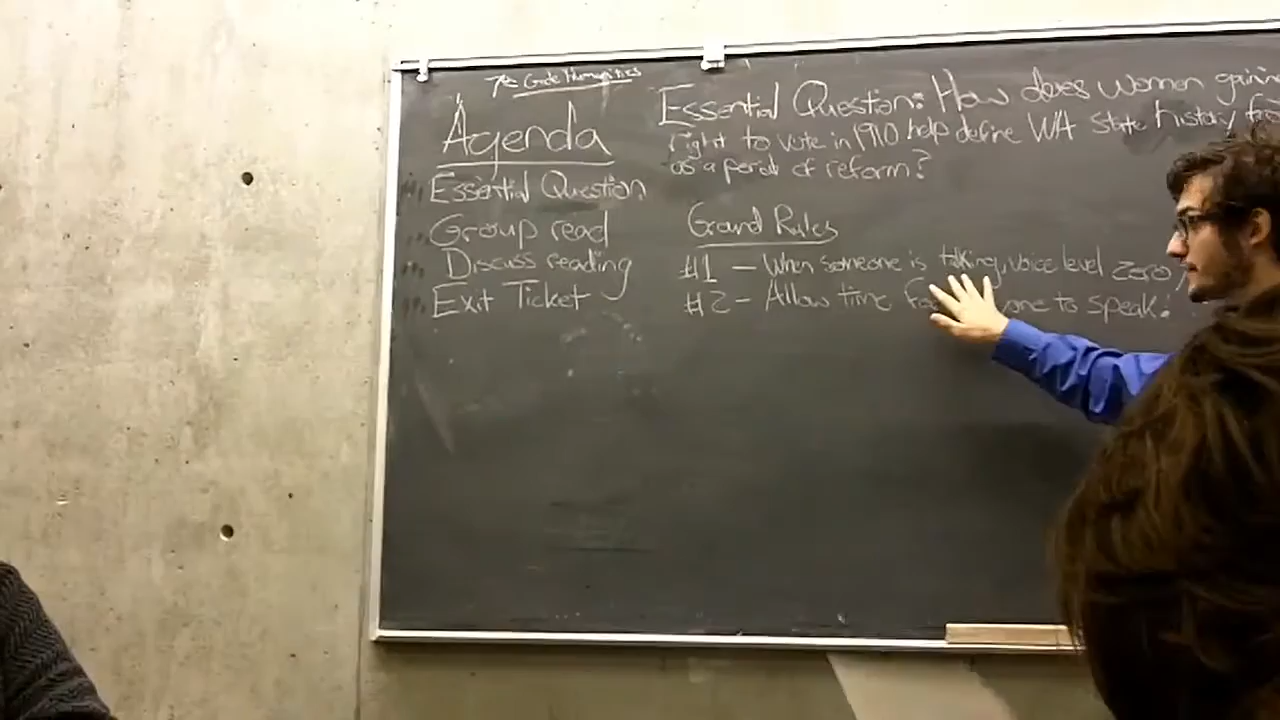 7th Grade Humanities
Agenda
Essential Question
Group read
Discuss reading
Exit Ticket
Essential Question: How does women gaining
right to vote in 1910 help define WA state history
as a period of reform?
Ground Rules
#1 – When someone is talking, voice level zero
#2 – Allow time one to speak!